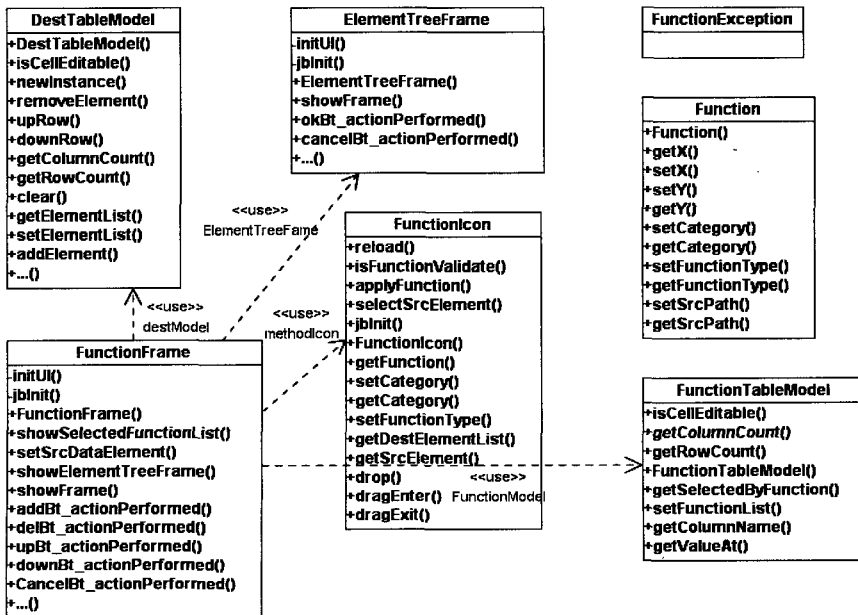 DestTableModel
+DestTableModel()
+isCellEditable()
+newInstance()
+removeElement()
+upRow()
+downRow()
+getColumnCount()
+getRowCount()
+clear()
+getElementList()
+setElementList()
+addElement()
+...()
ElementTreeFrame
-initUI()
-jbInit()
+ElementTreeFrame()
+showFrame()
+okBt_actionPerformed()
+cancelBt_actionPerformed()
+...()
FunctionException
Function
+Function()
+getX()
+setX()
+setY()
+getY()
+setCategory()
+getCategory()
+setFunctionType()
+getFunctionType()
+setSrcPath()
+getSrcPath()
<<use>>
ElementTreeFame
<<use>>
destModel
<<use>>
methodIcon
FunctionIcon
+reload()
+isFunctionValidate()
+applyFunction()
+selectSrcElement()
+jbInit()
+FunctionIcon()
+getFunction()
+setCategory()
+getCategory()
+setFunctionType()
+getDestElementList()
+getSrcElement()
+drop()
+dragEnter()
+dragExit()
<<use>>
FunctionModel
FunctionFrame
-initUI()
-jbInit()
+FunctionFrame()
+showSelectedFunctionList()
+setSrcDataElement()
+showElementTreeFrame()
+showFrame()
+addBt_actionPerformed()
+delBt_actionPerformed()
+upBt_actionPerformed()
+downBt_actionPerformed()
+CancelBt_actionPerformed()
+...()
FunctionTableModel
+isCellEditable()
+getColumnCount()
+getRowCount()
+FunctionTableModel()
+getSelectedByFunction()
+setFunctionList()
+getColumnName()
+getValueAt()